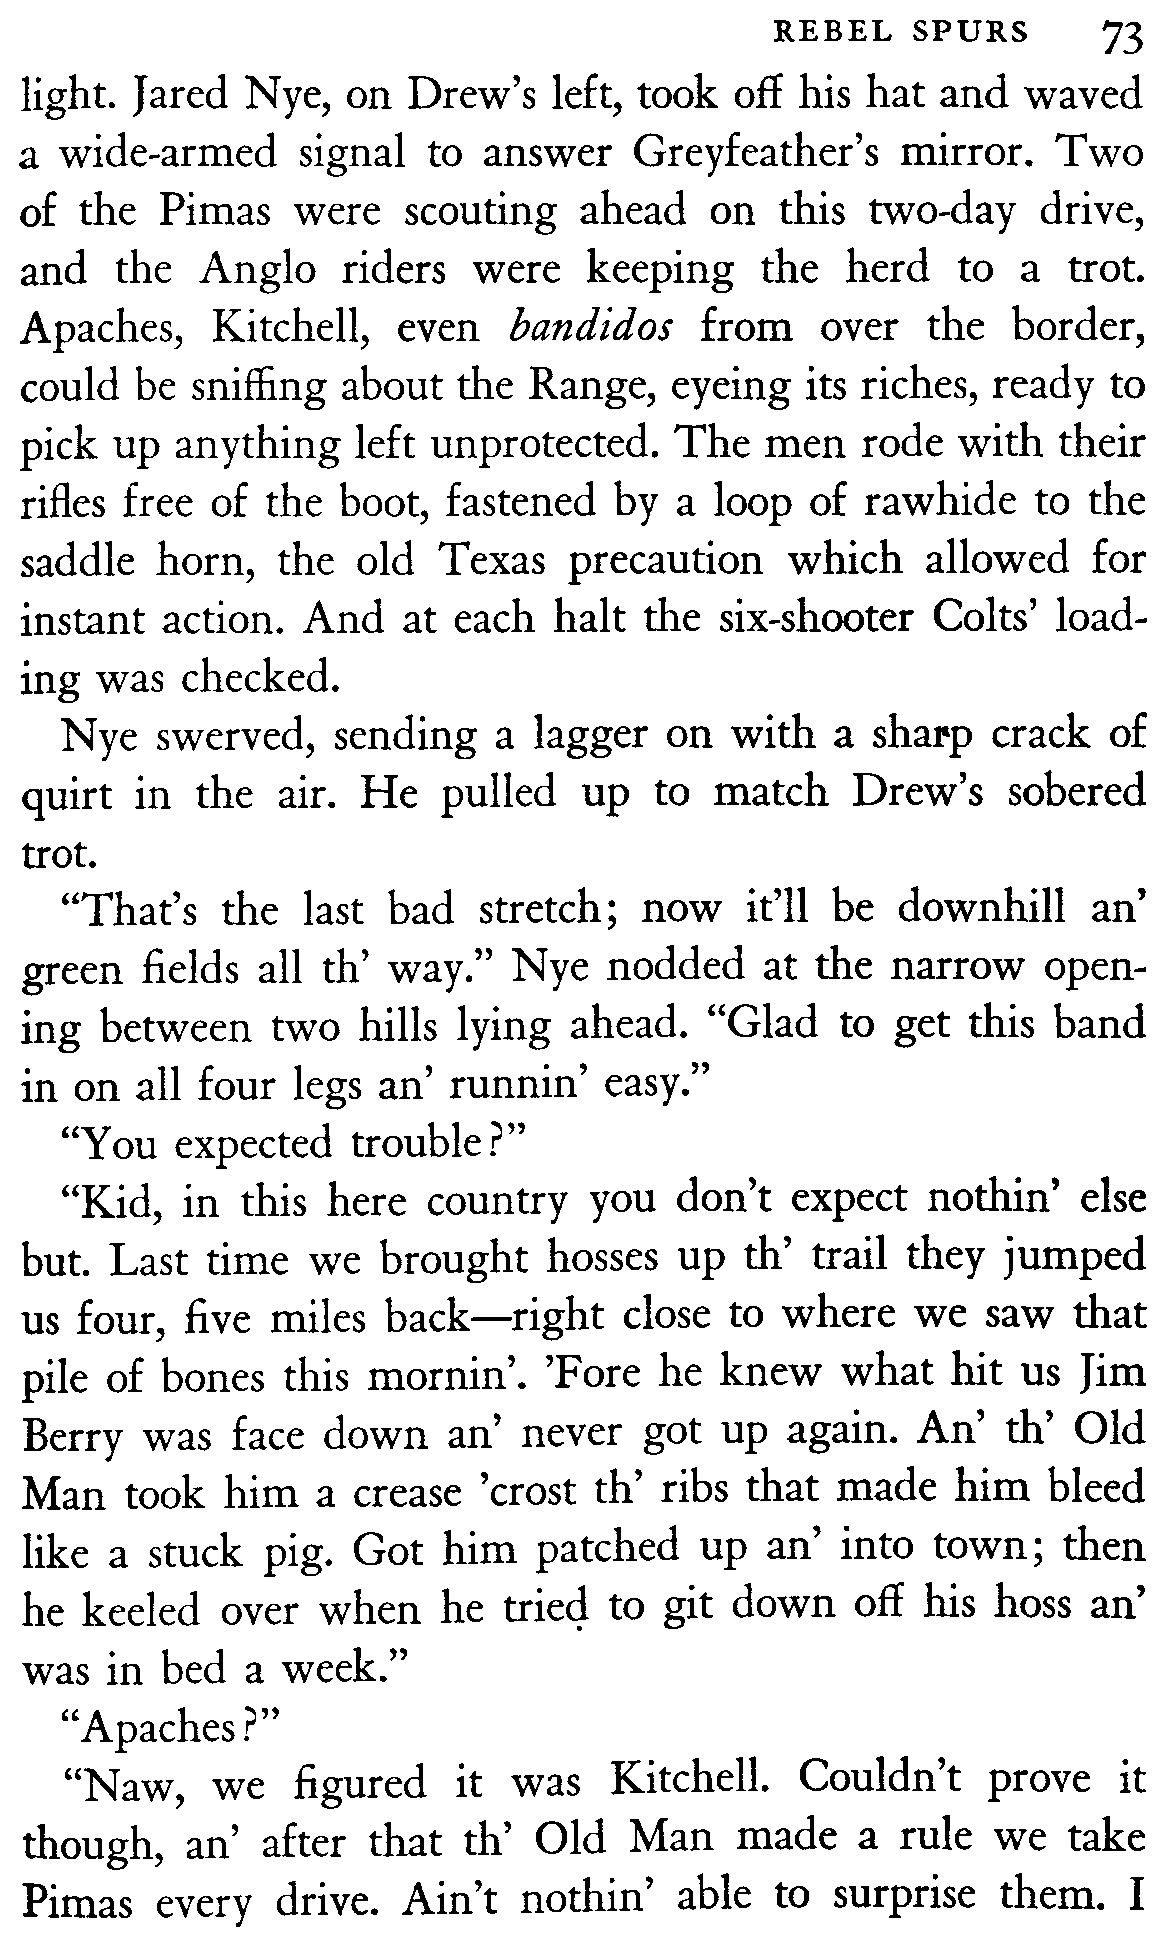 REBEL SPURS 73
light. Jared Nye, on Drew’s left, took off his hat and waved
a wide-armed signal to answer Greyfeather’s mirror. Two
of the Pimas were scouting ahead on this two-day drive,
and the Anglo riders were keeping the herd to a trot.
Apaches, Kitchell, even bandidos from over the border,
could be sniffing about the Range, eyeing its riches, ready to
pick up anything left unprotected. The men rode with their
rifles free of the boot, fastened by a loop of rawhide to the
saddle horn, the old Texas precaution which allowed for
instant action. And at each halt the six-shooter Colts’ load-
ing was checked.
Nye swerved, sending a lagger on with a sharp crack of
quirt in the air. He pulled up to match Drew’s sobered
trot.
“That’s the last bad stretch; now it’ll be downhill an’
green fields all th’ way.” Nye nodded at the narrow open-
ing between two hills lying ahead. “Glad to get this band
in on all four legs an’ runnin’ easy.”
“You expected trouble?”
“Kid, in this here country you don’t expect nothin’ else
but. Last time we brought hosses up th’ trail they jumped
us four, five miles back—right close to where we saw that
pile of bones this mornin’. ’Fore he knew what hit us Jim
Berry was face down an’ never got up again. An’ th’ Old
Man took him a crease ’crost th’ ribs that made him bleed
like a stuck pig. Got him patched up an’ into town; then
he keeled over when he tried to git down off his hoss an’
was in bed a week.”
“Apaches?”
“Naw, we figured it was Kitchell. Couldn’t prove it
though, an’ after that th’ Old Man made a rule we take
Pimas every drive. Ain’t nothin’ able to surprise them. I